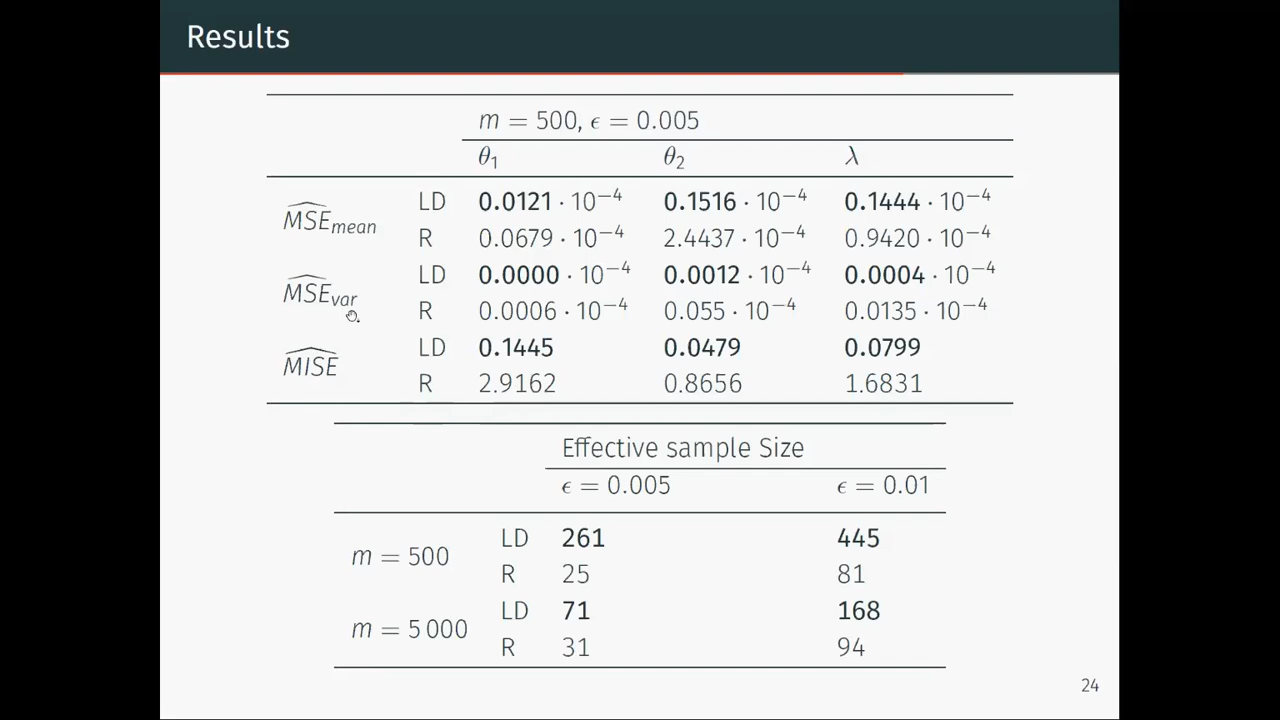 Results
m = 500, ϵ = 0.005
θ₁ θ₂ λ
M͡SE_mean LD 0.0121 · 10⁻⁴ 0.1516 · 10⁻⁴ 0.1444 · 10⁻⁴
R 0.0679 · 10⁻⁴ 2.4437 · 10⁻⁴ 0.9420 · 10⁻⁴
M͡SE_var LD 0.0000 · 10⁻⁴ 0.0012 · 10⁻⁴ 0.0004 · 10⁻⁴
R 0.0006 · 10⁻⁴ 0.055 · 10⁻⁴ 0.0135 · 10⁻⁴
M͡ISE LD 0.1445 0.0479 0.0799
R 2.9162 0.8656 1.6831
Effective sample Size
ϵ = 0.005 ϵ = 0.01
m = 500 LD 261 445
R 25 81
m = 5 000 LD 71 168
R 31 94
24